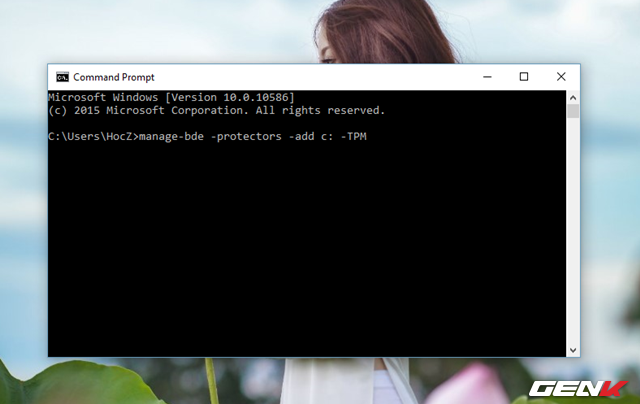 Command Prompt
Microsoft Windows [Version 10.0.10586]
(c) 2015 Microsoft Corporation. All rights reserved.
C:\Users\HocZ>manage-bde -protectors -add c: -TPM
GENK